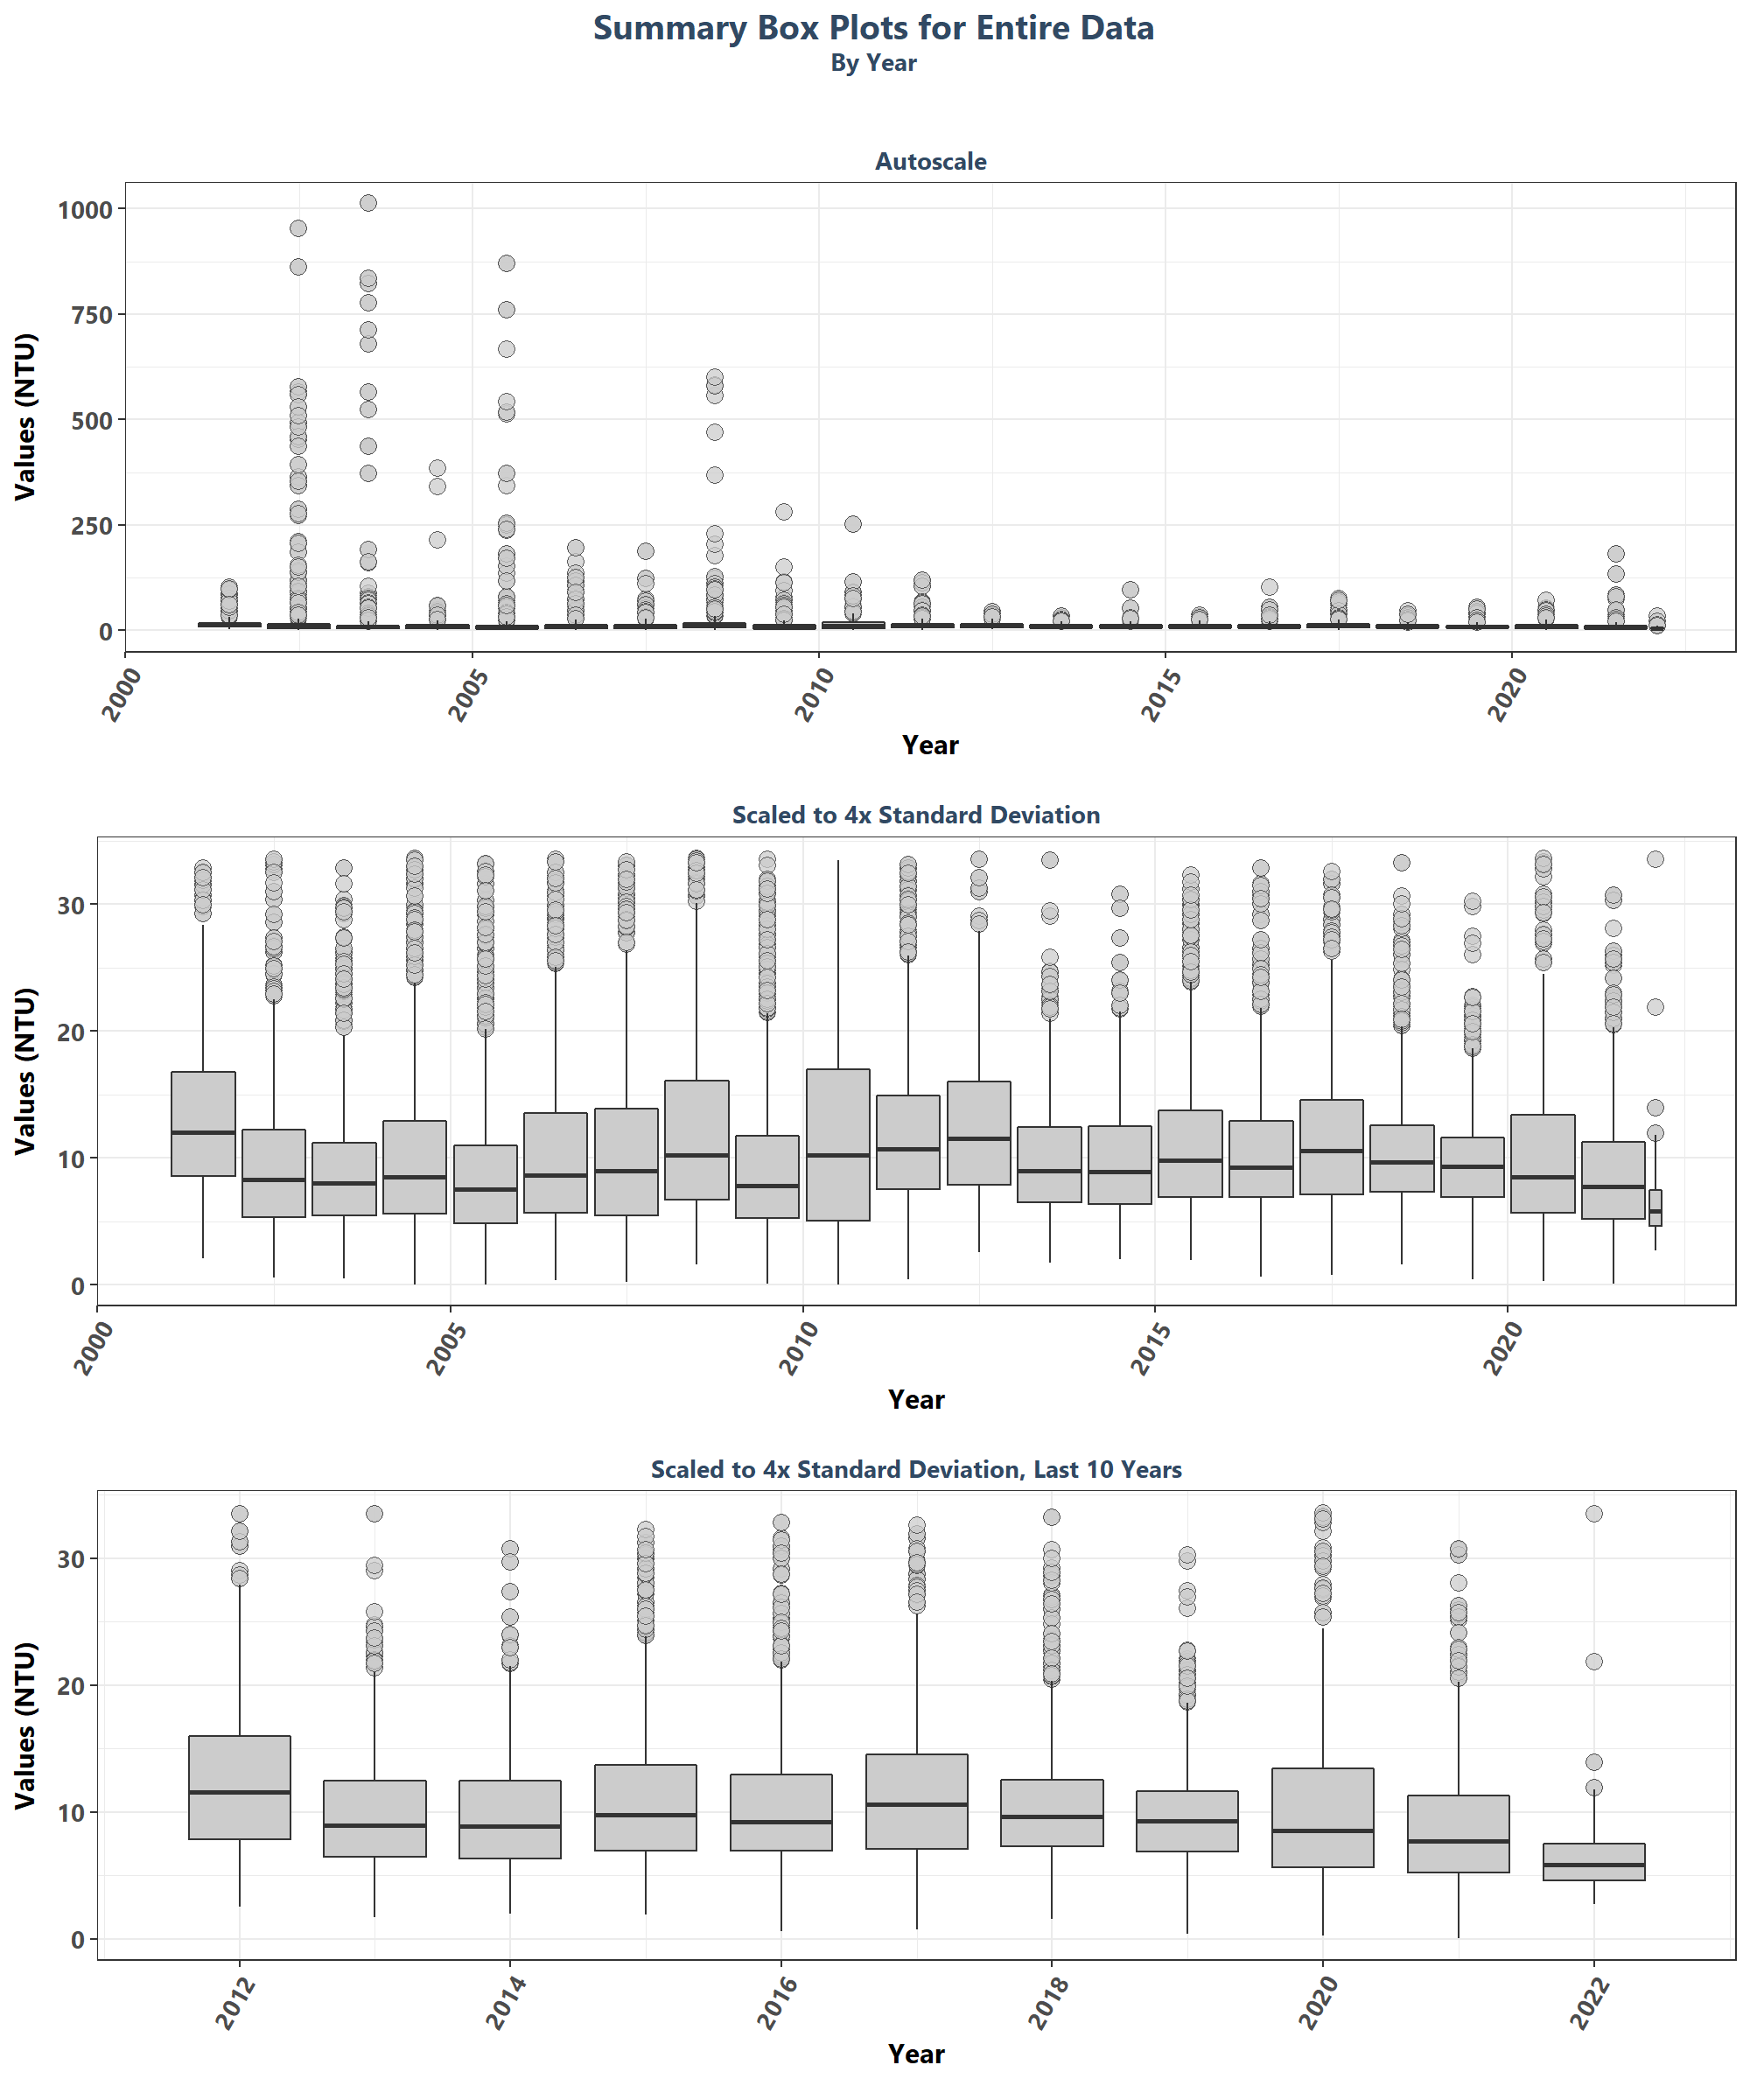 Summary Box Plots for Entire Data
By Year
Autoscale
Values (NTU)
1000
750
500
250
0
2000
2005
2010
2015
2020
Year
Scaled to 4x Standard Deviation
Values (NTU)
30
20
10
0
2000
2005
2010
2015
2020
Year
Scaled to 4x Standard Deviation, Last 10 Years
Values (NTU)
30
20
10
0
2012
2014
2016
2018
2020
2022
Year